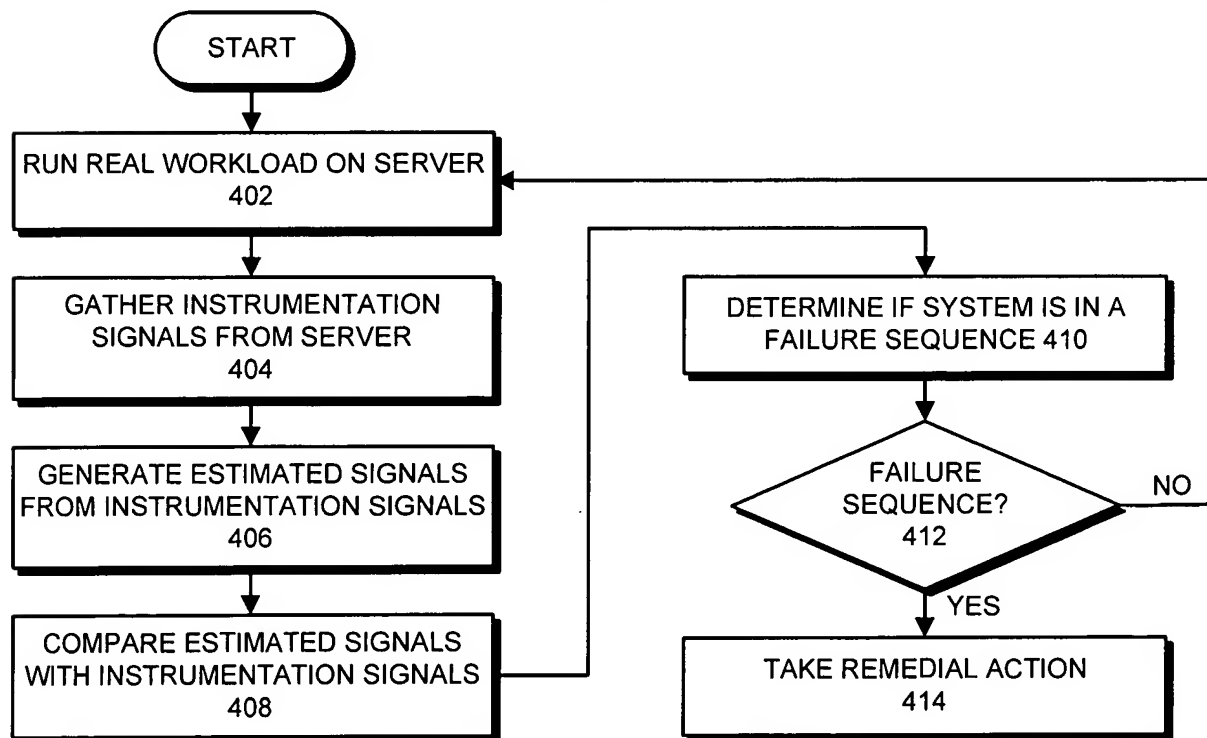 START
RUN REAL WORKLOAD ON SERVER
402
GATHER INSTRUMENTATION
SIGNALS FROM SERVER
404
GENERATE ESTIMATED SIGNALS
FROM INSTRUMENTATION SIGNALS
406
COMPARE ESTIMATED SIGNALS
WITH INSTRUMENTATION SIGNALS
408
DETERMINE IF SYSTEM IS IN A
FAILURE SEQUENCE 410
FAILURE
SEQUENCE?
412
NO
YES
TAKE REMEDIAL ACTION
414